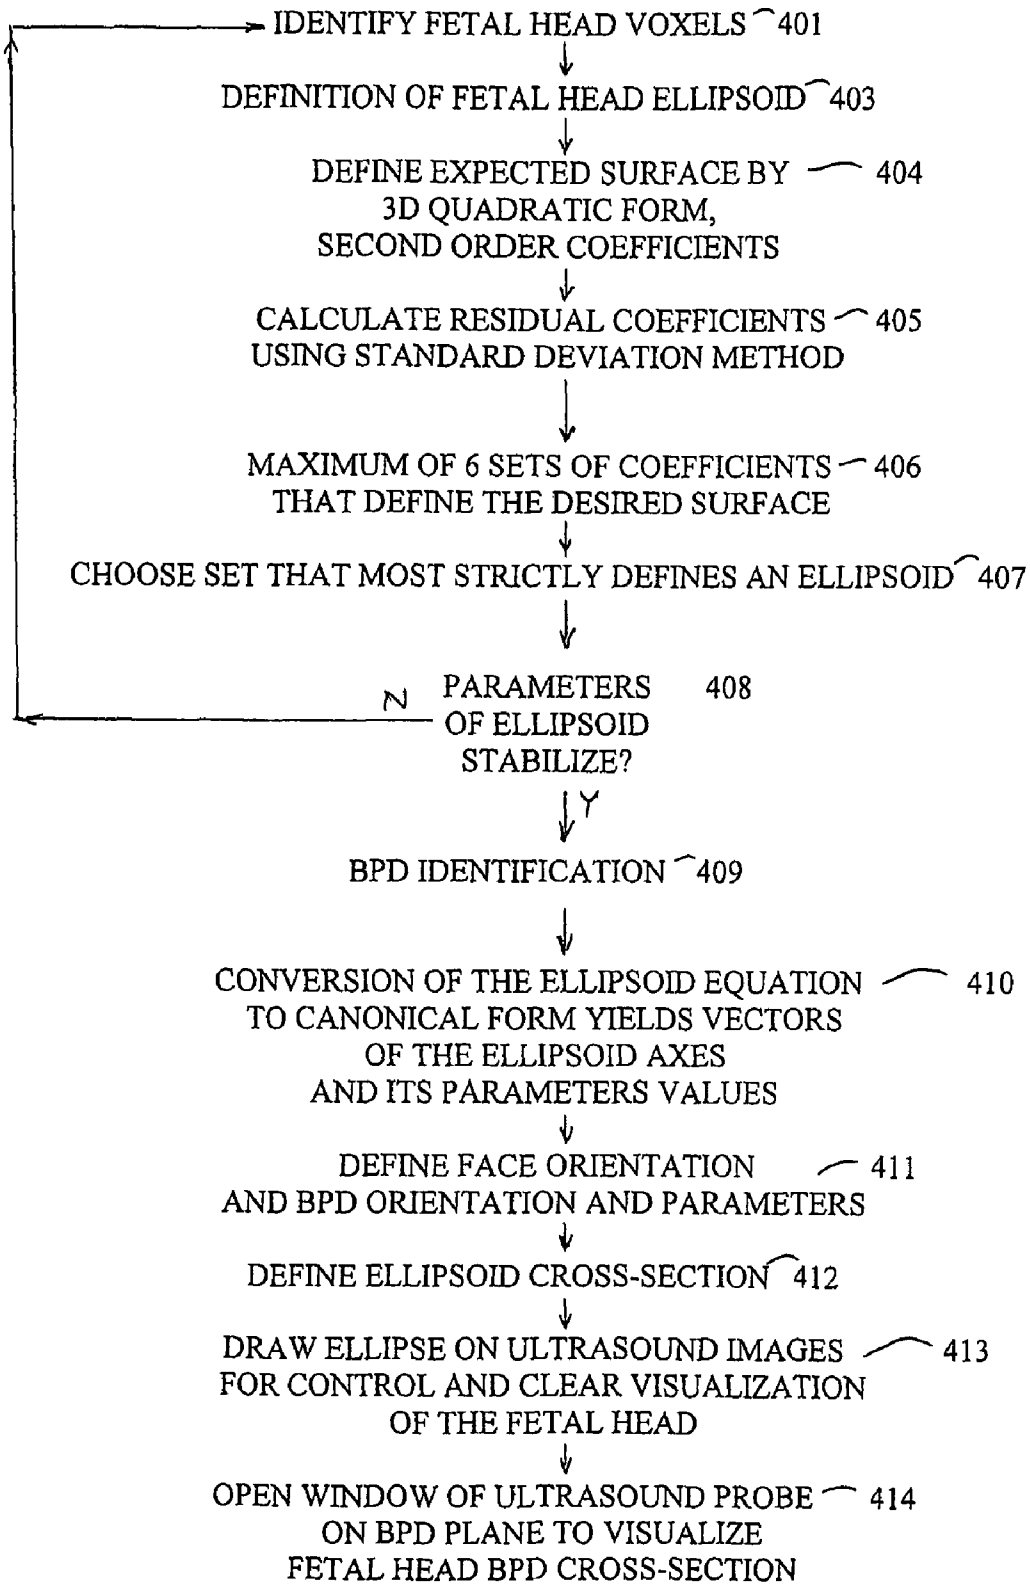 IDENTIFY FETAL HEAD VOXELS 401
DEFINITION OF FETAL HEAD ELLIPSOID 403
DEFINE EXPECTED SURFACE BY 404
3D QUADRATIC FORM,
SECOND ORDER COEFFICIENTS
CALCULATE RESIDUAL COEFFICIENTS 405
USING STANDARD DEVIATION METHOD
MAXIMUM OF 6 SETS OF COEFFICIENTS 406
THAT DEFINE THE DESIRED SURFACE
CHOOSE SET THAT MOST STRICTLY DEFINES AN ELLIPSOID 407
N PARAMETERS 408
OF ELLIPSOID
STABILIZE?
Y
BPD IDENTIFICATION 409
CONVERSION OF THE ELLIPSOID EQUATION 410
TO CANONICAL FORM YIELDS VECTORS
OF THE ELLIPSOID AXES
AND ITS PARAMETERS VALUES
DEFINE FACE ORIENTATION 411
AND BPD ORIENTATION AND PARAMETERS
DEFINE ELLIPSOID CROSS-SECTION 412
DRAW ELLIPSE ON ULTRASOUND IMAGES 413
FOR CONTROL AND CLEAR VISUALIZATION
OF THE FETAL HEAD
OPEN WINDOW OF ULTRASOUND PROBE 414
ON BPD PLANE TO VISUALIZE
FETAL HEAD BPD CROSS-SECTION